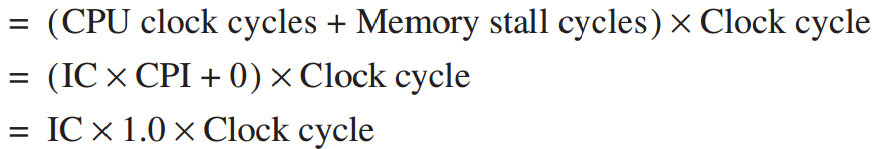 = (CPU clock cycles + Memory stall cycles) × Clock cycle
= (IC × CPI + 0) × Clock cycle
= IC × 1.0 × Clock cycle